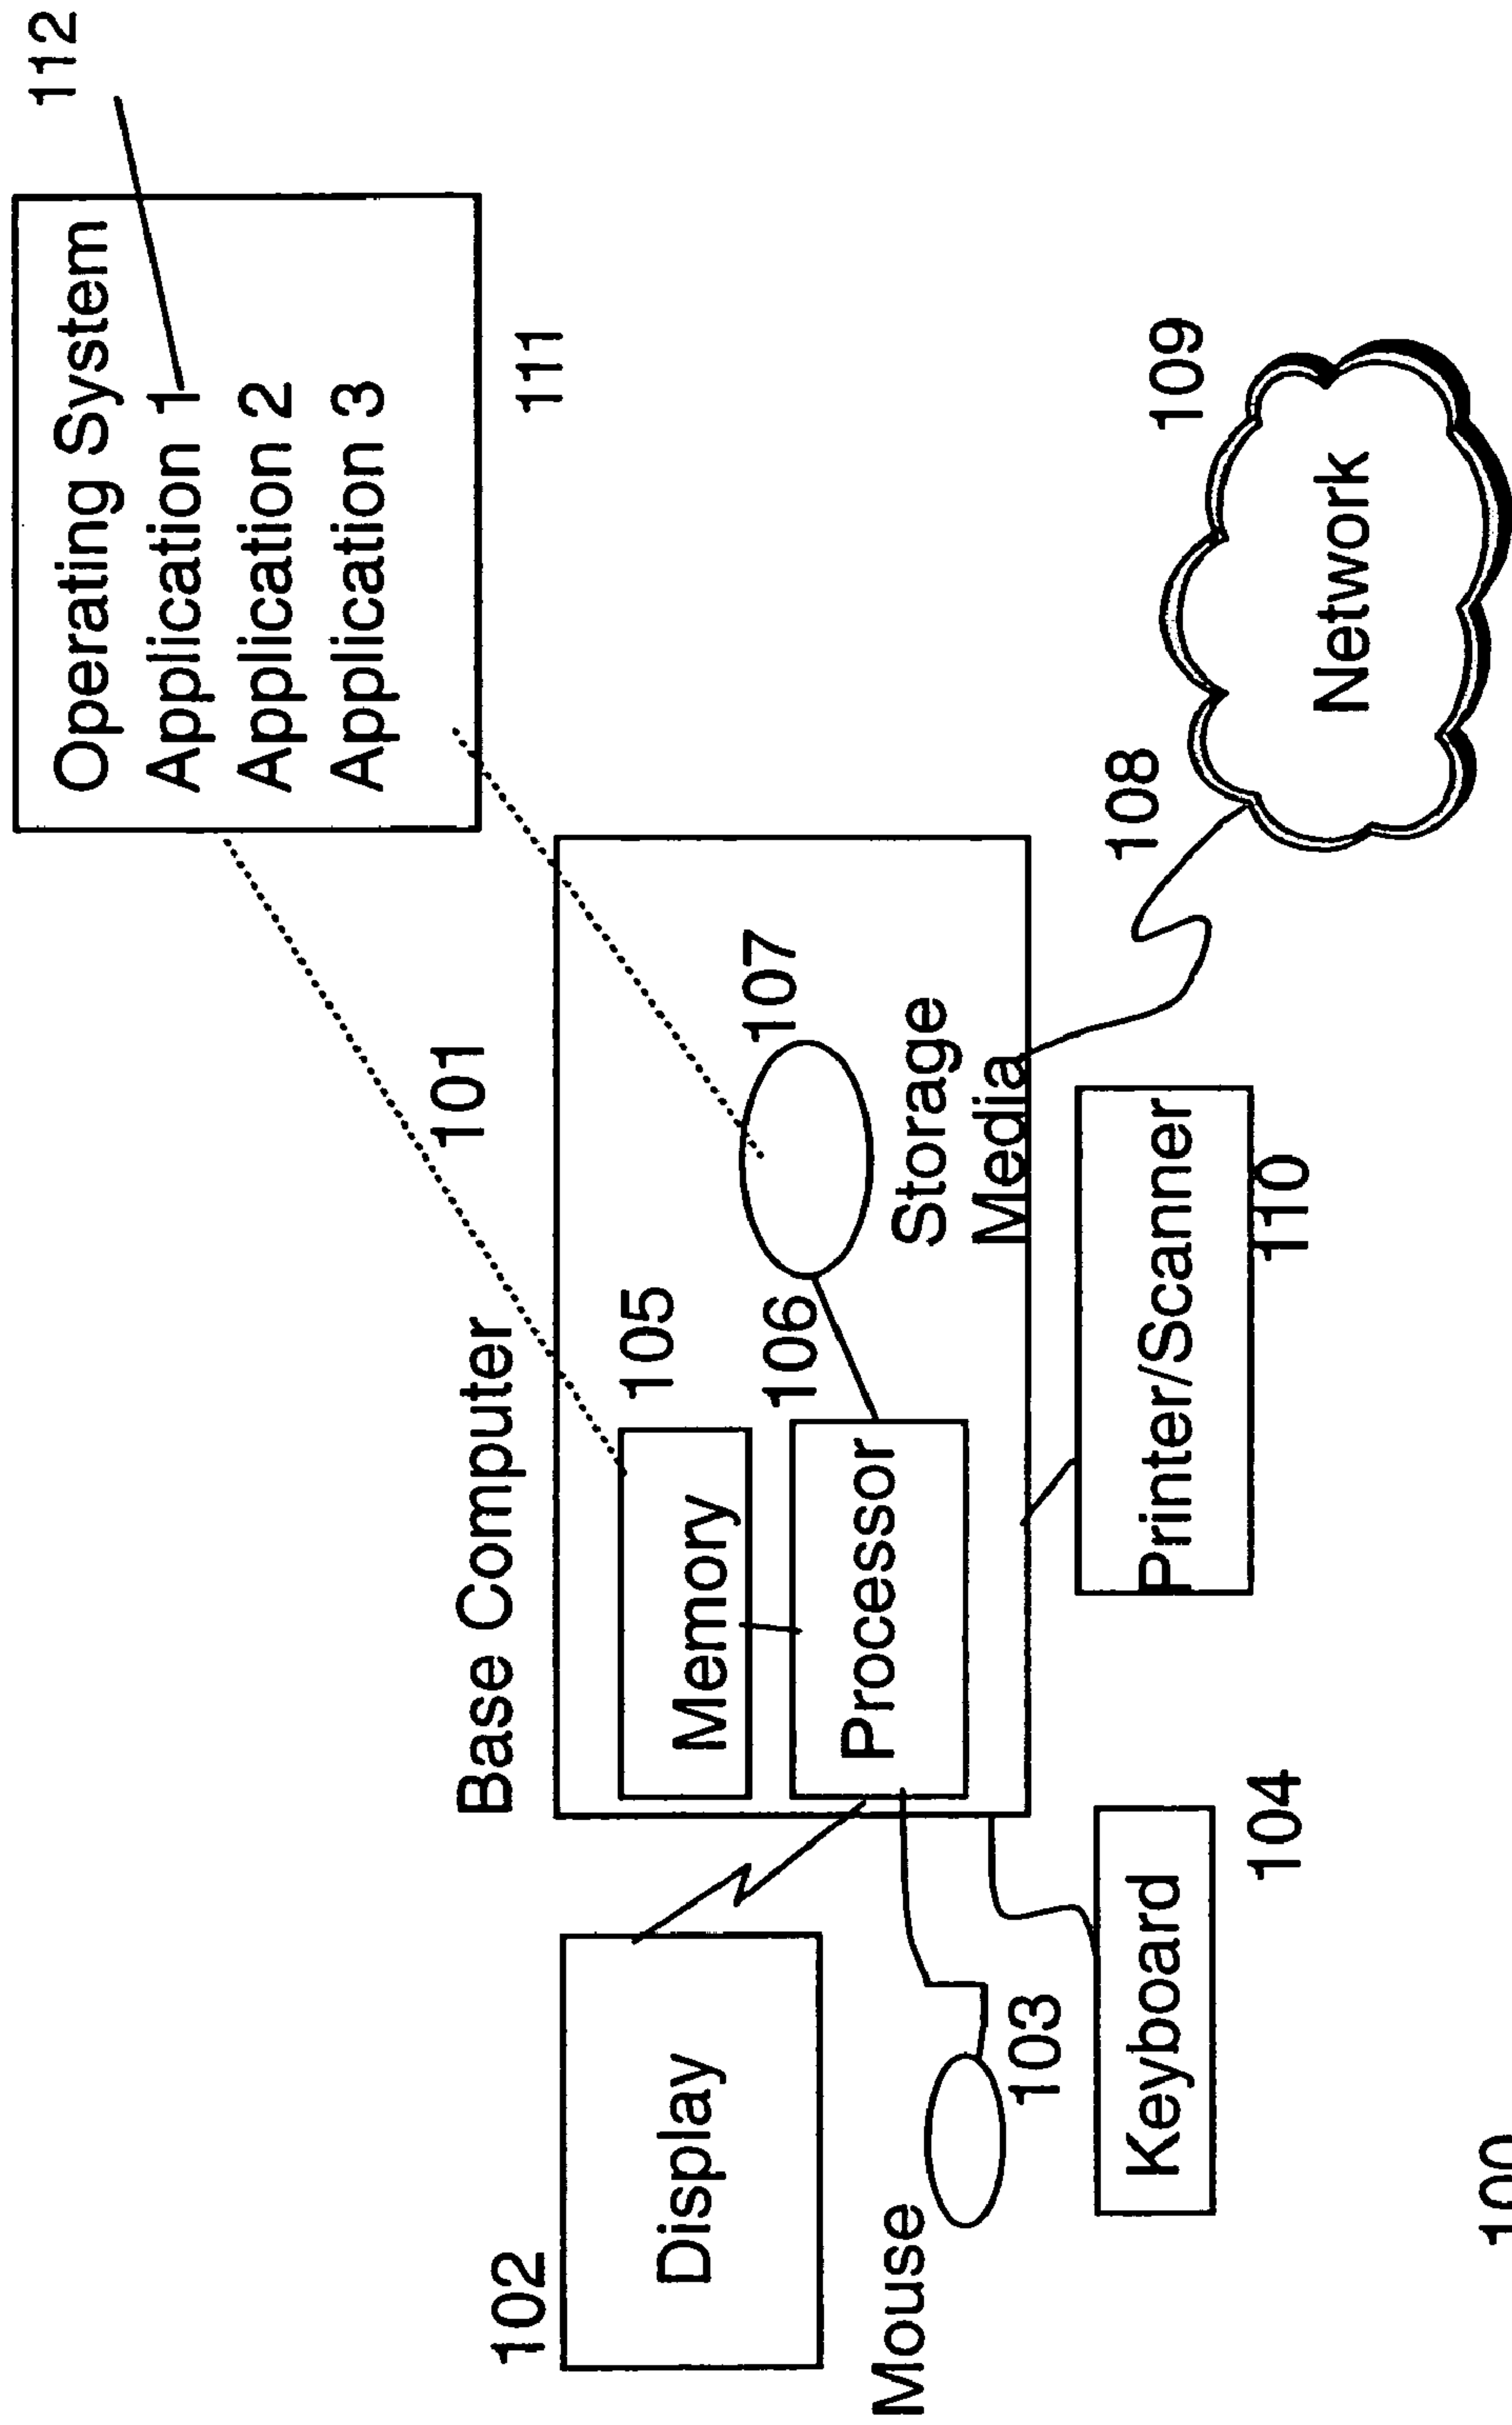 112
Operating System
Application 1
Application 2
Application 3
111
Base Computer
101
102
Display
Memory
105
106
Processor
107
Storage
Media
108
109
Network
Mouse
103
Keyboard
104
Printer/Scanner
110
100